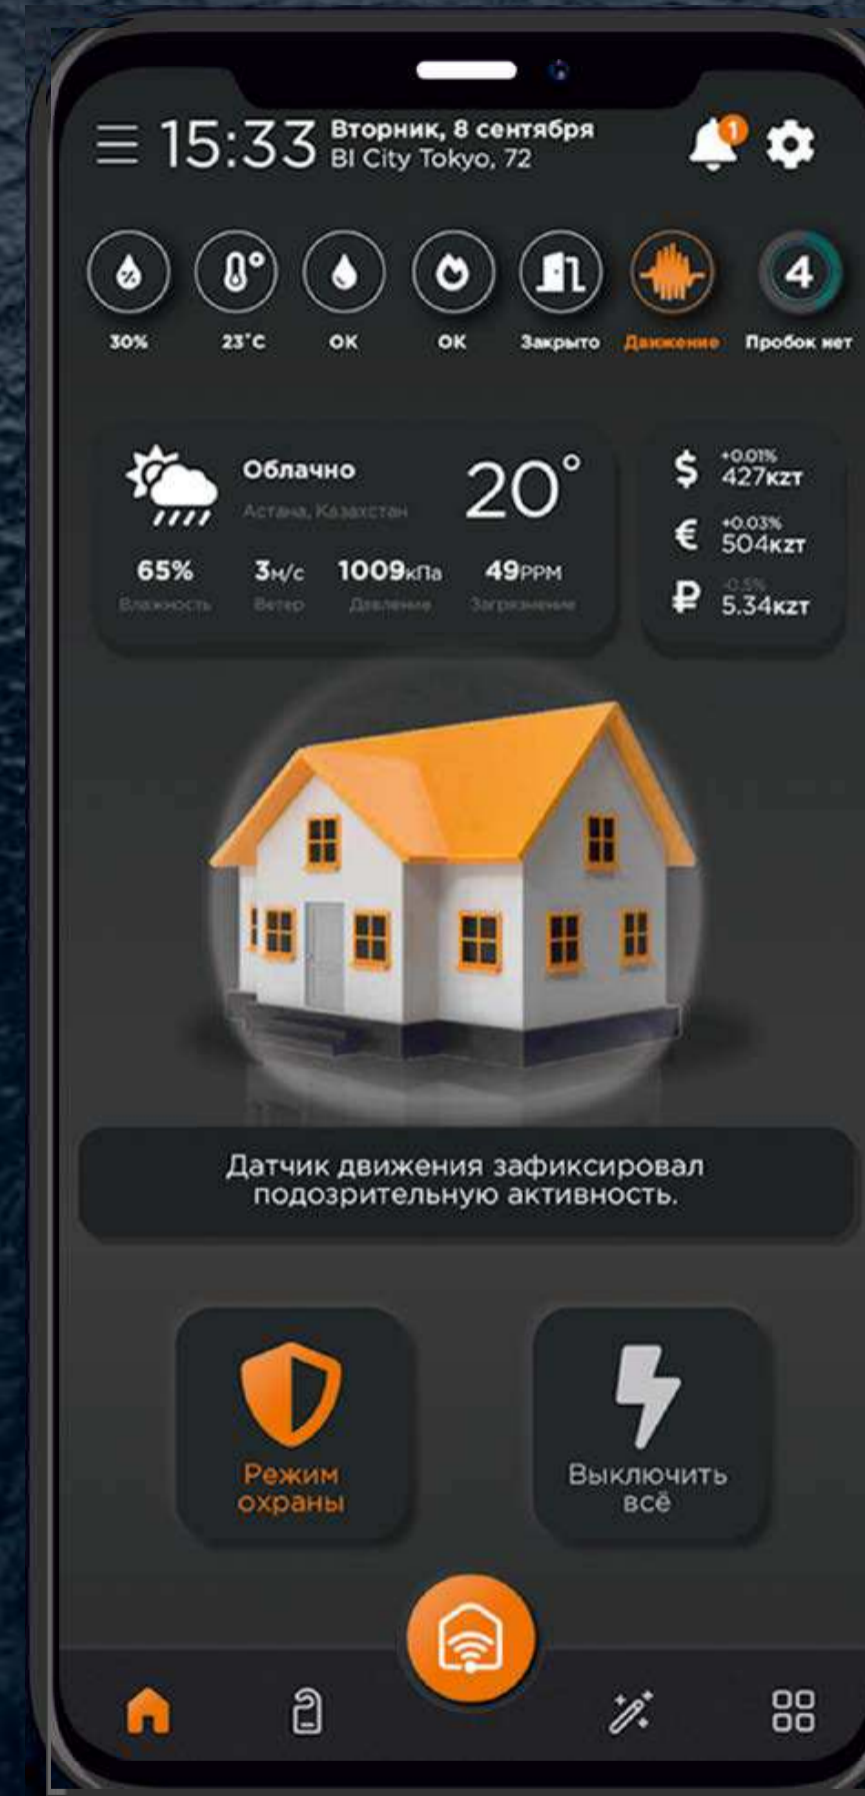 15:33
Вторник, 8 сентября
BI City Tokyo, 72
1
%
4
30%
23°C
OK
OK
Закрыто
Движение
Пробок нет
Облачно
20°
Астана, Казахстан
65%
3м/с
1009кПа
49PPM
Влажность
Ветер
Давление
Загрязнение
$
+0.01%
427KZT
€
+0.03%
504KZT
₽
-0.5%
5.34KZT
Датчик движения зафиксировал
подозрительную активность.
Режим
охраны
Выключить
всё